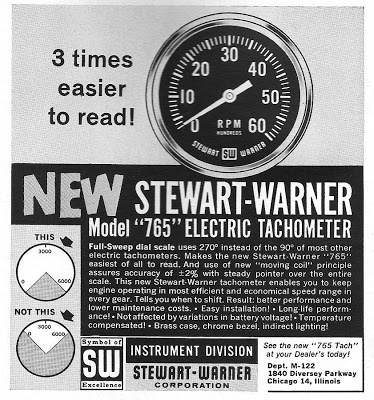 3 times
easier
to read!
0
10
20
30
40
50
60
RPM
HUNDREDS
STEWART SW WARNER
NEW STEWART-WARNER
Model "765" ELECTRIC TACHOMETER
THIS
3000
0
6000
NOT THIS
3000
0
6000
Full-Sweep dial scale uses 270° instead of the 90° of most other
electric tachometers. Makes the new Stewart-Warner "765"
easiest of all to read. And use of new "moving coil" principle
assures accuracy of ±2% with steady pointer over the entire
scale. This new Stewart-Warner tachometer enables you to keep
engine operating in most efficient and economical speed range in
every gear. Tells you when to shift. Result: better performance and
lower maintenance costs. • Easy installation! • Long-life perform-
ance! • Not affected by variations in battery voltage! • Temperature
compensated! • Brass case, chrome bezel, indirect lighting!
Symbol of
SW
Excellence
INSTRUMENT DIVISION
STEWART-WARNER
CORPORATION
See the new "765 Tach"
at your Dealer's today!
Dept. M-122
1840 Diversey Parkway
Chicago 14, Illinois